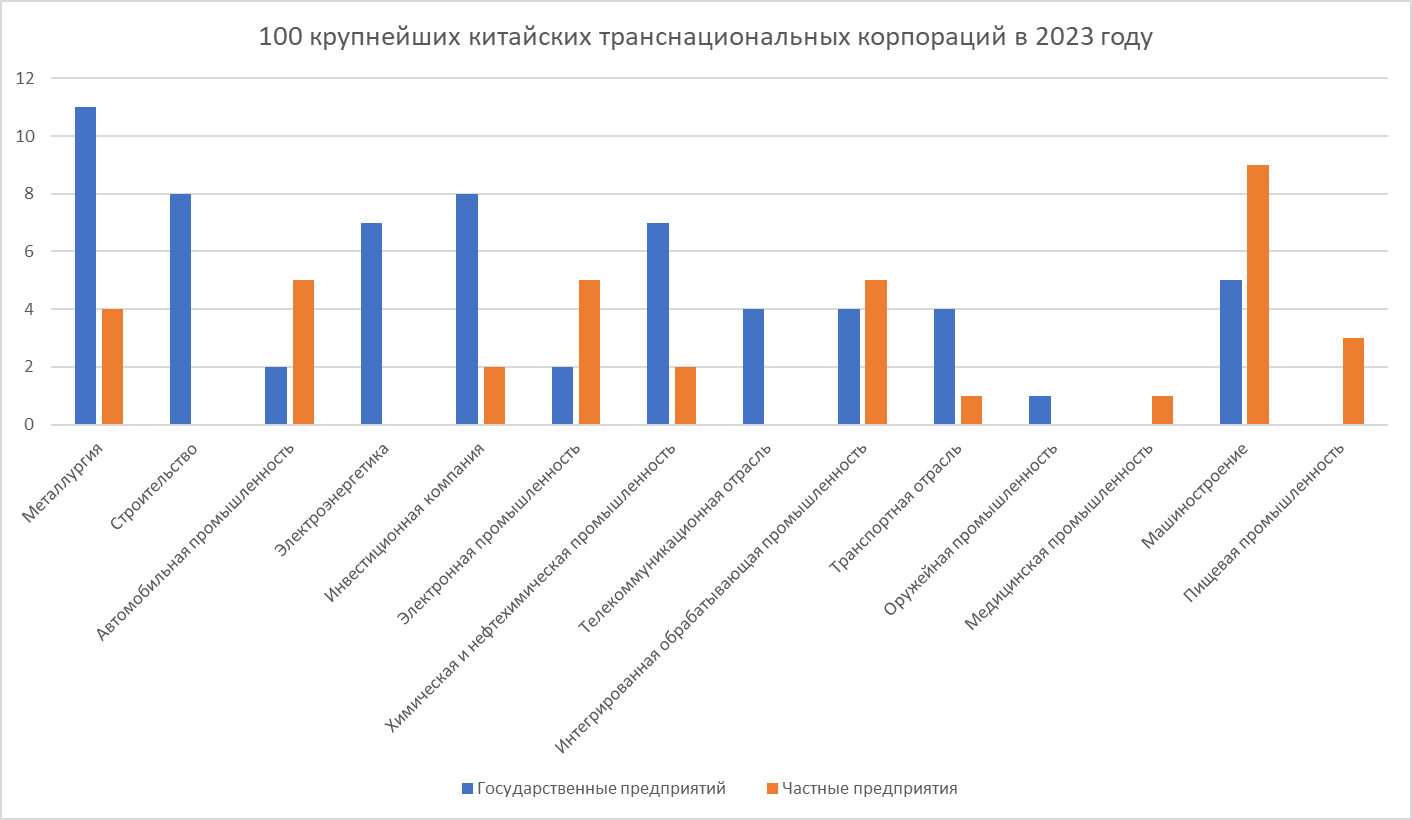 100 крупнейших китайских транснациональных корпораций в 2023 году
12
10
8
6
4
2
0
Металлургия
Строительство
Автомобильная промышленность
Электроэнергетика
Инвестиционная компания
Электронная промышленность
Химическая и нефтехимическая промышленность
Телекоммуникационная отрасль
Интегрированная обрабатывающая промышленность
Транспортная отрасль
Оружейная промышленность
Медицинская промышленность
Машиностроение
Пищевая промышленность
Государственные предприятий
Частные предприятия